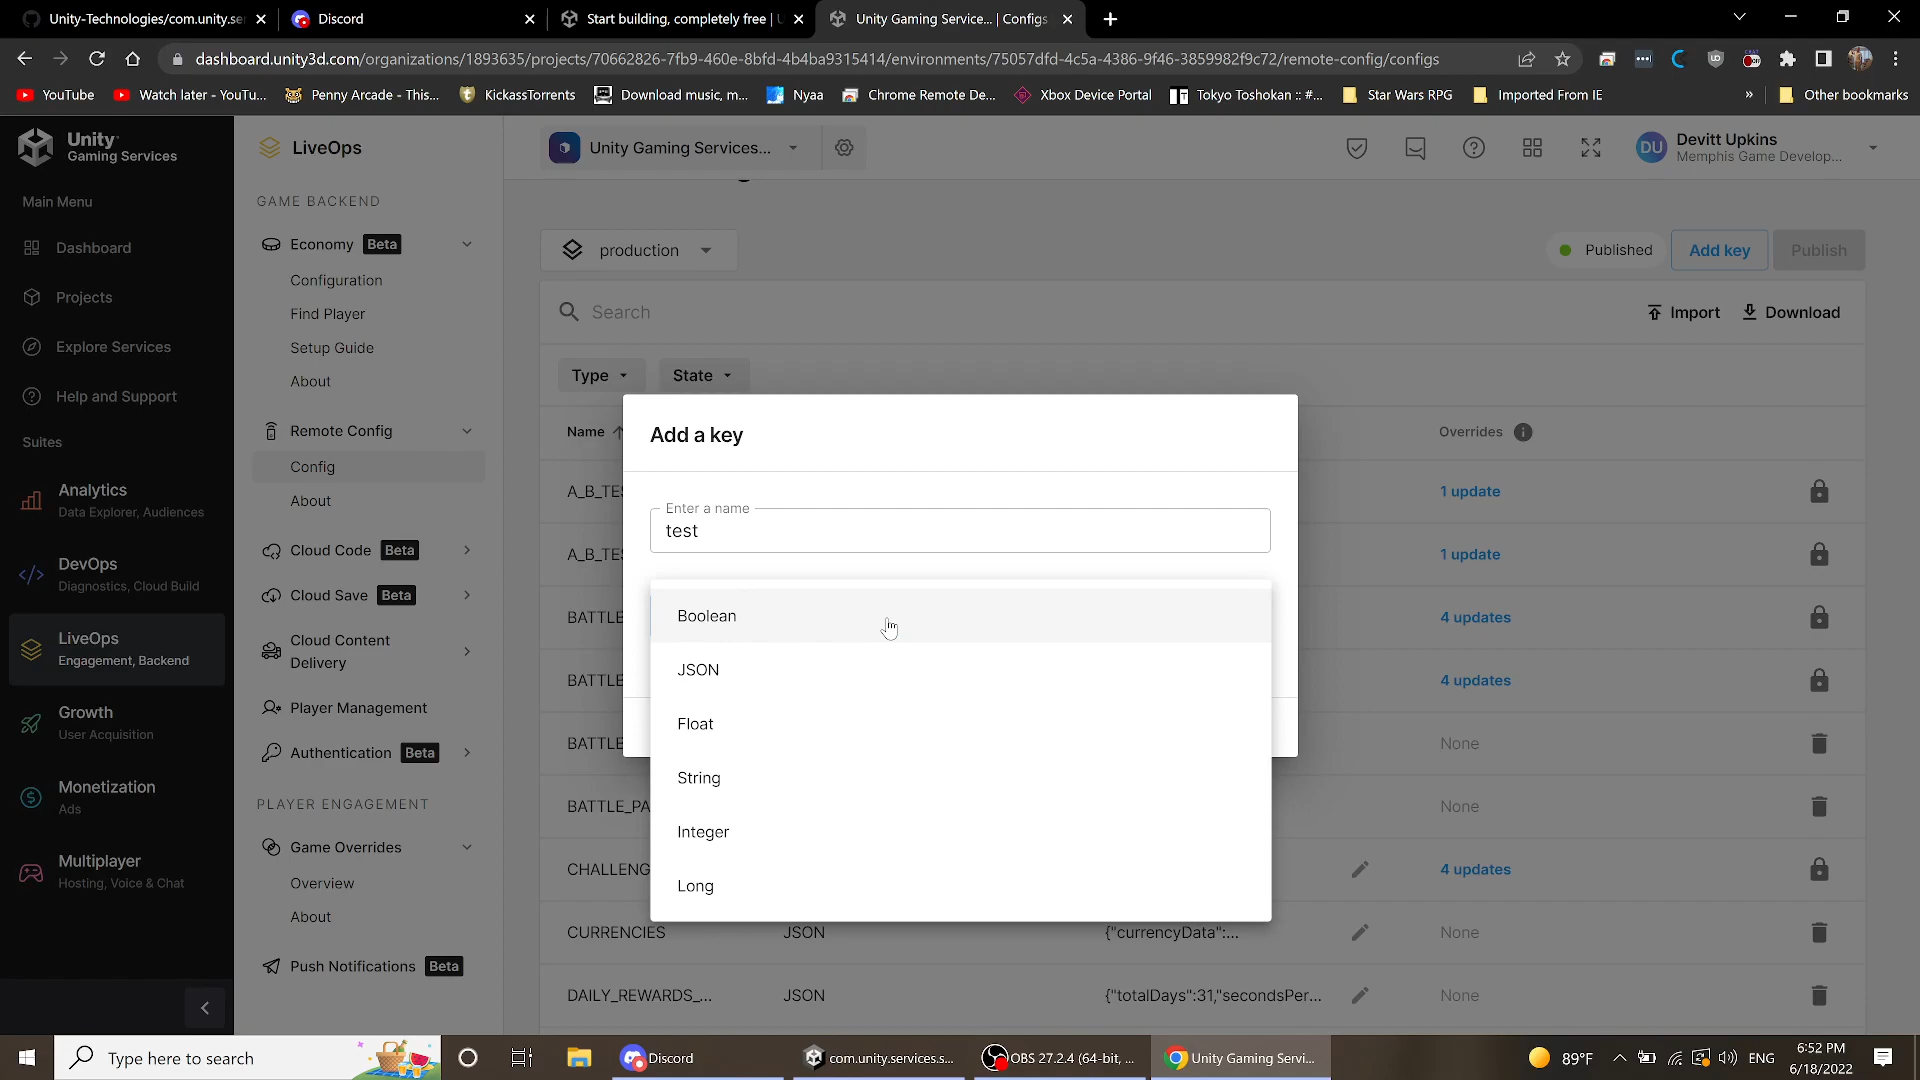 Unity-Technologies/com.unity.se
Discord
Start building, completely free |
Unity Gaming Service... | Configs
dashboard.unity3d.com/organizations/1893635/projects/70662826-7fb9-460e-8bfd-4b4ba9315414/environments/75057dfd-4c5a-4386-9f46-3859982f9c72/remote-config/configs
YouTube
Watch later - YouTu...
Penny Arcade - This...
KickassTorrents
Download music, m...
Nyaa
Chrome Remote De...
Xbox Device Portal
Tokyo Toshokan :: #...
Star Wars RPG
Imported From IE
»
Other bookmarks
Unity
Gaming Services
LiveOps
Unity Gaming Services...
DU
Devitt Upkins
Memphis Game Develop...
Main Menu
Dashboard
Projects
Explore Services
Help and Support
Suites
Analytics
Data Explorer, Audiences
DevOps
Diagnostics, Cloud Build
LiveOps
Engagement, Backend
Growth
User Acquisition
Monetization
Ads
Multiplayer
Hosting, Voice & Chat
GAME BACKEND
Economy Beta
Configuration
Find Player
Setup Guide
About
Remote Config
Config
About
Cloud Code Beta
Cloud Save Beta
Cloud Content
Delivery
Player Management
Authentication Beta
PLAYER ENGAGEMENT
Game Overrides
Overview
About
Push Notifications Beta
production
Published
Add key
Publish
Search
Import
Download
Type
State
Name
Overrides
A_B_TES
1 update
A_B_TES
1 update
BATTLE
4 updates
BATTLE
4 updates
BATTLE
None
BATTLE_PA
None
CHALLENG
4 updates
CURRENCIES
JSON
{"currencyData":...
None
DAILY_REWARDS_...
JSON
{"totalDays":31,"secondsPer...
None
Add a key
Enter a name
test
Boolean
JSON
Float
String
Integer
Long
Type here to search
Discord
com.unity.services.s...
OBS 27.2.4 (64-bit, ...
Unity Gaming Servi...
89°F
ENG
6:52 PM
6/18/2022